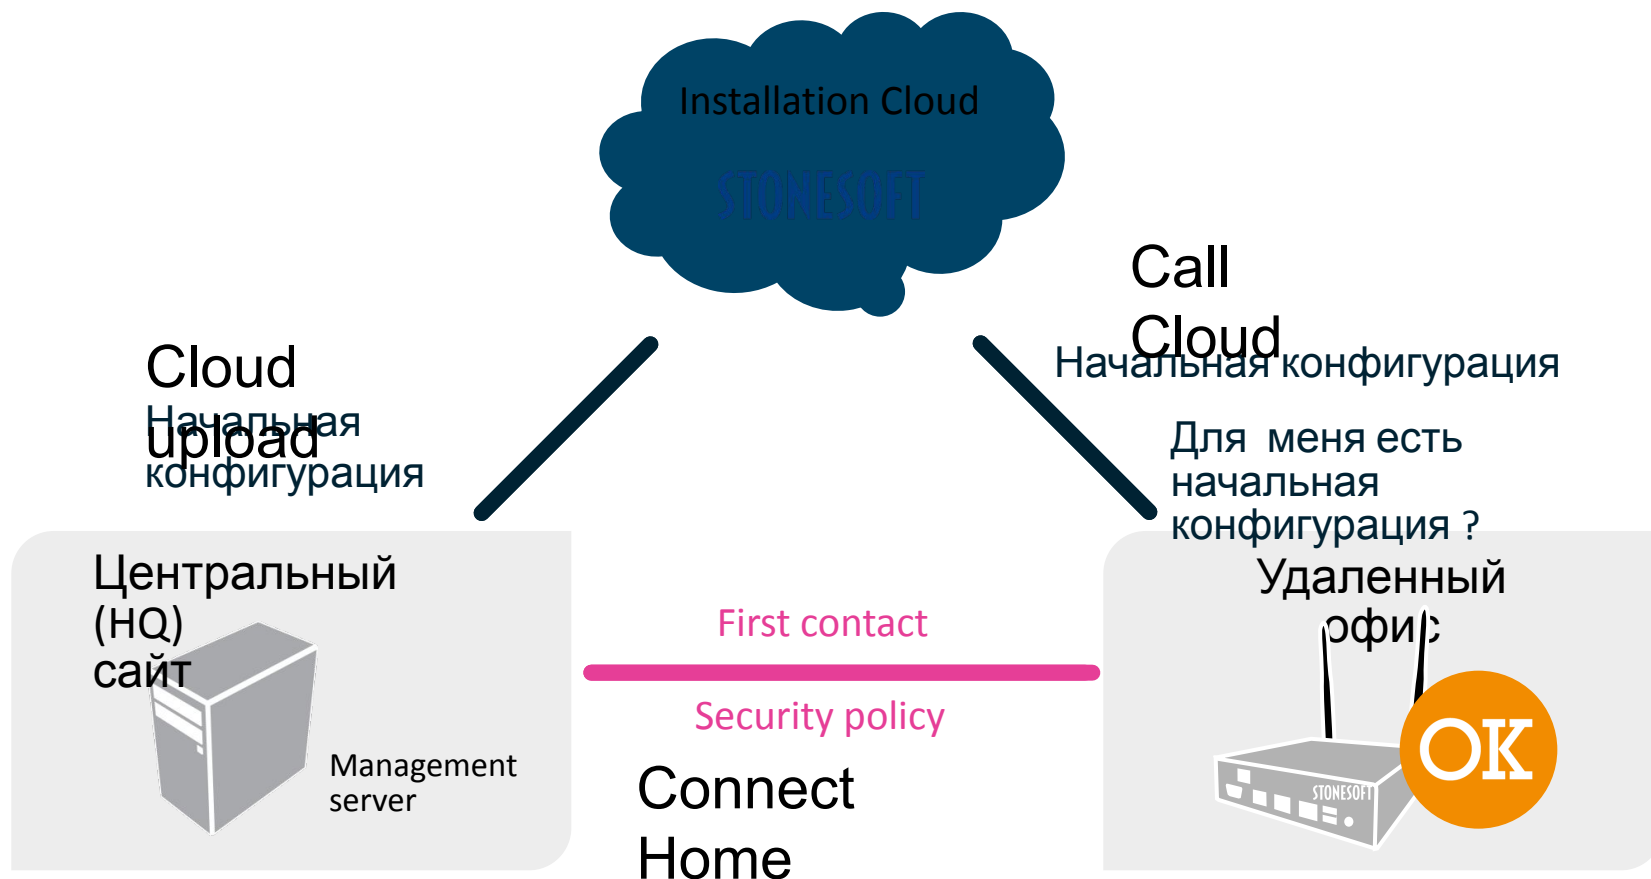 Installation Cloud
STONESOFT
Call
Cloud
Начальная конфигурация
Cloud
upload
Начальная
конфигурация
Для меня есть
начальная
конфигурация ?
Центральный
(HQ)
сайт
Management
server
First contact
Security policy
Connect
Home
Удаленный
офис
STONESOFT
OK